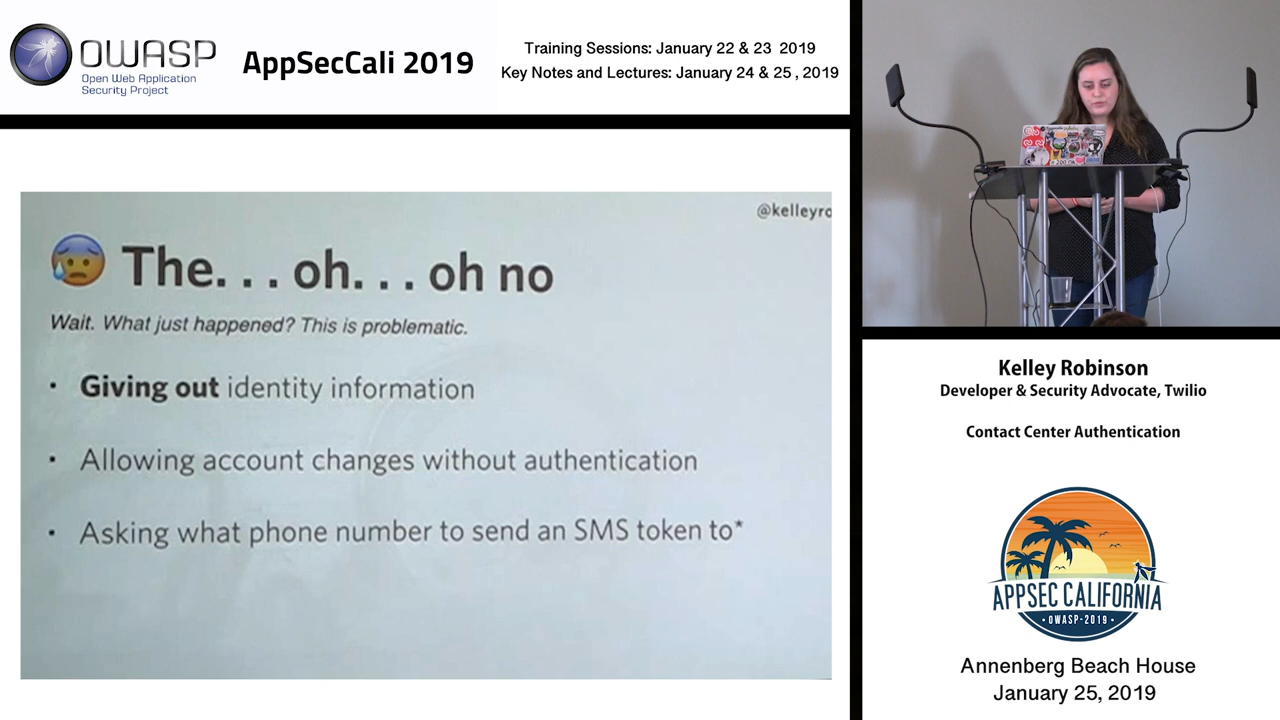 OWASP
Open Web Application
Security Project
AppSecCali 2019
Training Sessions: January 22 & 23 2019
Key Notes and Lectures: January 24 & 25 , 2019
@kelleyro
The. . . oh. . . oh no
Wait. What just happened? This is problematic.
• Giving out identity information
• Allowing account changes without authentication
• Asking what phone number to send an SMS token to*
Kelley Robinson
Developer & Security Advocate, Twilio
Contact Center Authentication
APPSEC CALIFORNIA
• OWASP-2019 •
Annenberg Beach House
January 25, 2019